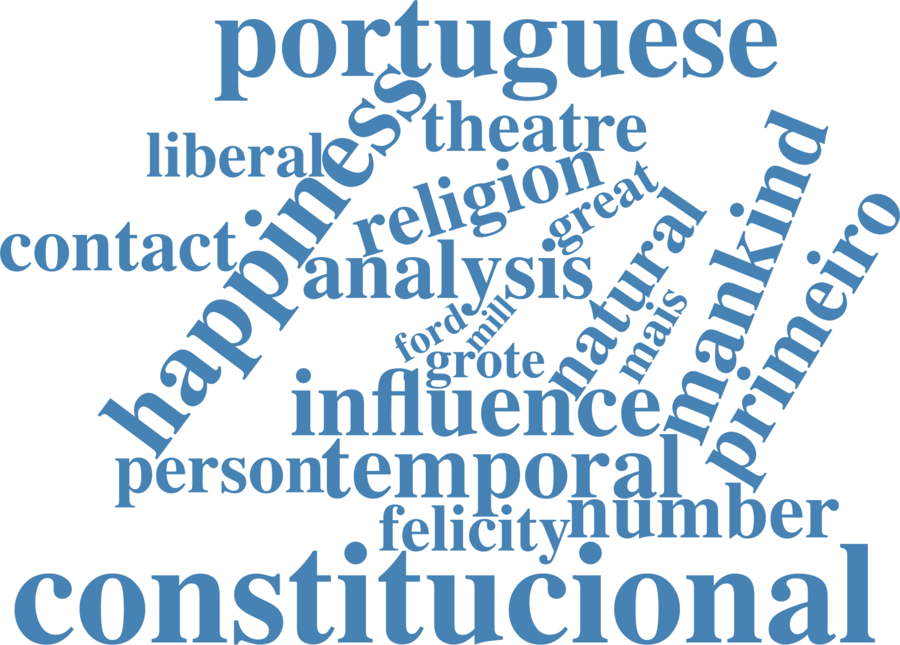 portuguese
happiness
theatre
liberal
religion
great
mankind
natural
primeiro
contact
analysis
ford
mill
mais
grote
influence
person
temporal
number
felicity
constitucional